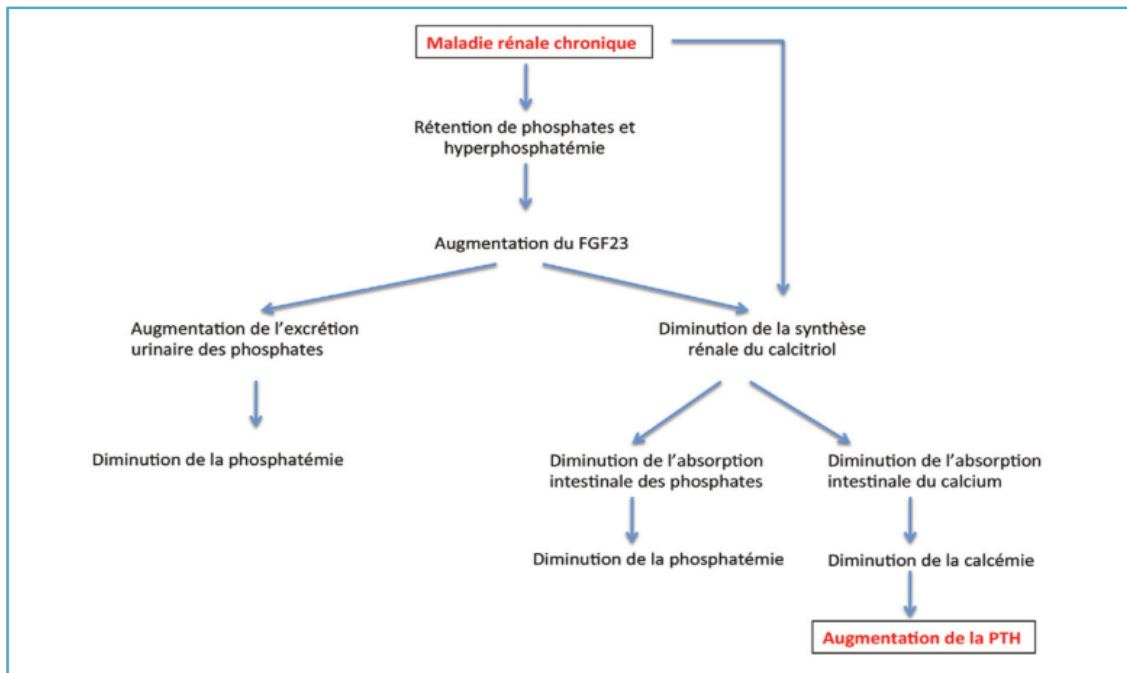 Maladie rénale chronique
Rétention de phosphates et
hyperphosphatémie
Augmentation du FGF23
Augmentation de l'excrétion
urinaire des phosphates
Diminution de la synthèse
rénale du calcitriol
Diminution de la phosphatémie
Diminution de l'absorption
intestinale des phosphates
Diminution de l'absorption
intestinale du calcium
Diminution de la phosphatémie
Diminution de la calcémie
Augmentation de la PTH